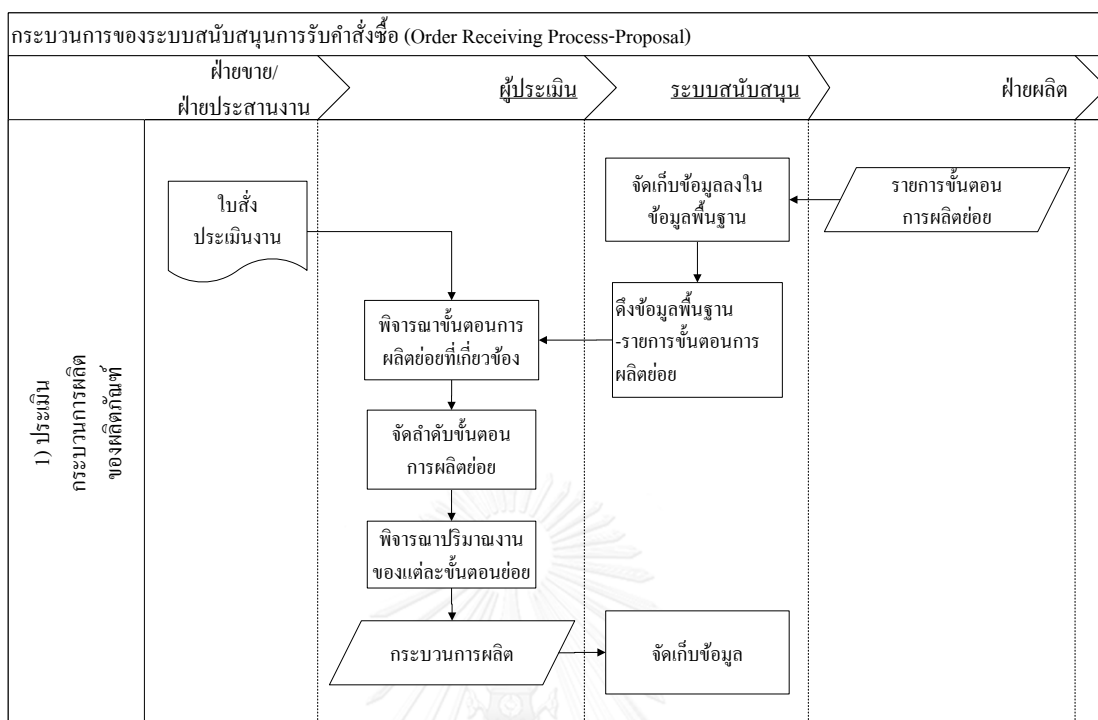 กระบวนการของระบบสนับสนุนการรับคำสั่งซื้อ (Order Receiving Process-Proposal)
ฝ่ายขาย/
ฝ่ายประสานงาน
ผู้ประเมิน
ระบบสนับสนุน
ฝ่ายผลิต
1) ประเมิน
กระบวนการผลิต
ของผลิตภัณฑ์
ใบสั่ง
ประเมินงาน
จัดเก็บข้อมูลลงใน
ข้อมูลพื้นฐาน
รายการขั้นตอน
การผลิตย่อย
พิจารณาขั้นตอนการ
ผลิตย่อยที่เกี่ยวข้อง
ดึงข้อมูลพื้นฐาน
-รายการขั้นตอนการ
ผลิตย่อย
จัดลำดับขั้นตอน
การผลิตย่อย
พิจารณาปริมาณงาน
ของแต่ละขั้นตอนย่อย
กระบวนการผลิต
จัดเก็บข้อมูล